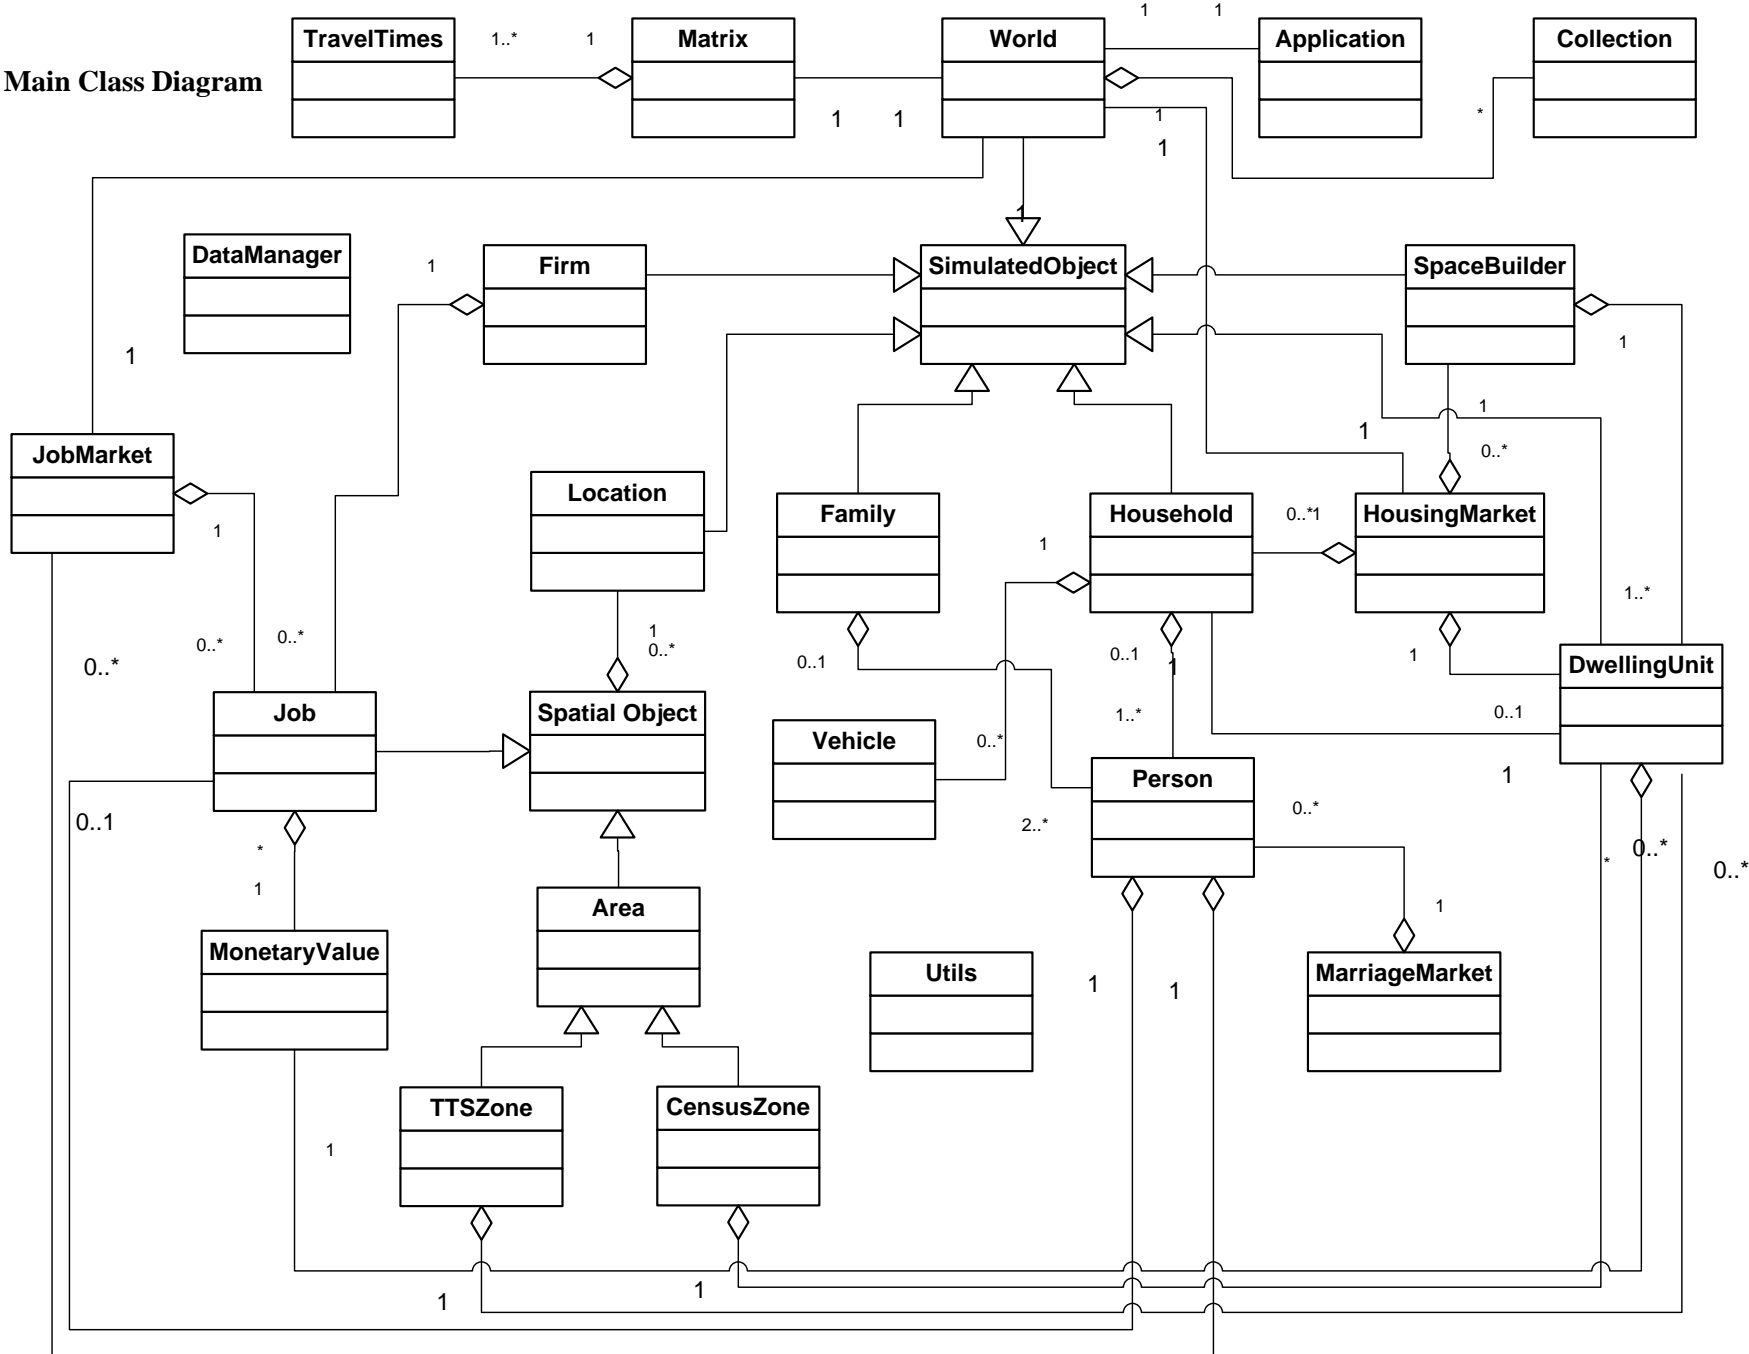 1 1
TravelTimes 1..* 1 Matrix World Application Collection
Main Class Diagram
1 1 1 *
1
1
DataManager 1 Firm SimulatedObject SpaceBuilder
1 1
1 1
JobMarket 0..*
Location Family Household 0..*1 HousingMarket
1 1
1..*
0..* 0..* 1
0..* 0..* 0..1 0..1 1 1
DwellingUnit
Job Spatial Object 1..* 0..1
Vehicle 0..*
Person 1
0..1 2..* 0..*
* 0..*
* 0..*
1
Area 1
MonetaryValue Utils MarriageMarket
1 1
TTSZone CensusZone
1
1
1